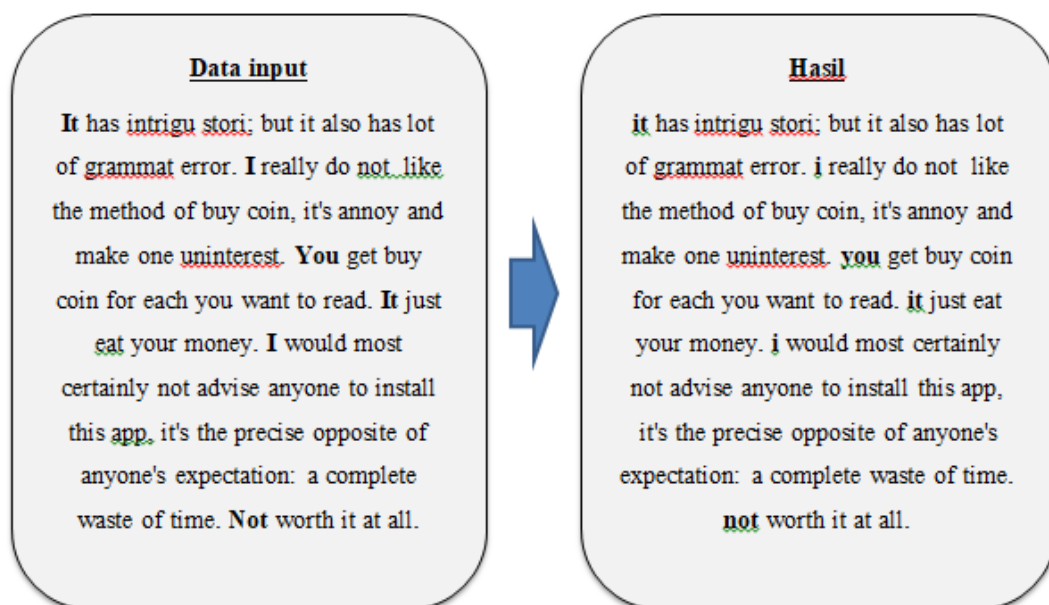 Data input
It has intrigu stori; but it also has lot
of grammat error. I really do not  like
the method of buy coin, it's annoy and
make one uninterest. You get buy
coin for each you want to read. It just
eat your money. I would most
certainly not advise anyone to install
this app, it's the precise opposite of
anyone's expectation:  a complete
waste of time. Not worth it at all.
Hasil
it has intrigu stori; but it also has lot
of grammat error. i really do not  like
the method of buy coin, it's annoy and
make one uninterest. you get buy coin
for each you want to read. it just eat
your money. i would most certainly
not advise anyone to install this app,
it's the precise opposite of anyone's
expectation:  a complete waste of time.
not worth it at all.